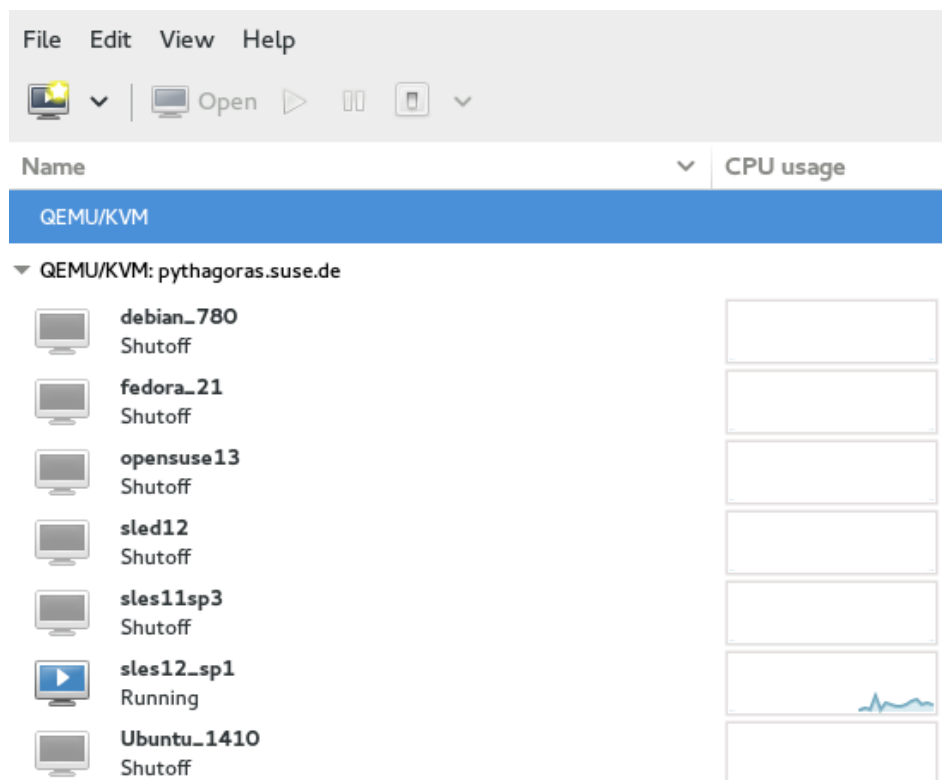 File Edit View Help
Open
Name CPU usage
QEMU/KVM
QEMU/KVM: pythagoras.suse.de
debian_780
Shutoff
fedora_21
Shutoff
opensuse13
Shutoff
sled12
Shutoff
sles11sp3
Shutoff
sles12_sp1
Running
Ubuntu_1410
Shutoff